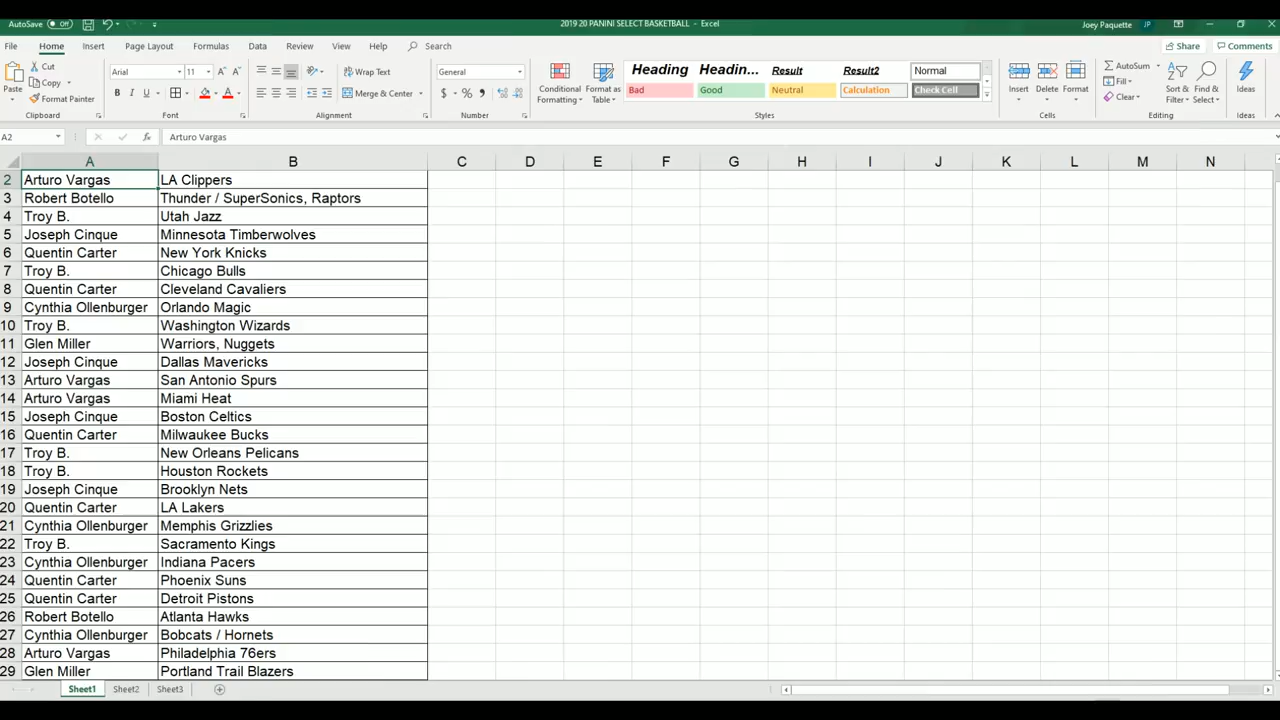 AutoSave Off 2019 20 PANINI SELECT BASKETBALL - Excel Joey Paquette JP
File Home Insert Page Layout Formulas Data Review View Help Search Share Comments
Paste Cut Copy Format Painter Clipboard
Arial 11 B I U A A A Font
Wrap Text Merge & Center Alignment
General $ % Number
Conditional Formatting Format as Table
Heading Headin... Result Result2 Normal
Bad Good Neutral Calculation Check Cell
Styles
Insert Delete Format Cells
AutoSum Fill Clear Sort & Filter Find & Select Editing
Ideas Ideas
A2 fx Arturo Vargas
A B C D E F G H I J K L M N
2 Arturo Vargas LA Clippers
3 Robert Botello Thunder / SuperSonics, Raptors
4 Troy B. Utah Jazz
5 Joseph Cinque Minnesota Timberwolves
6 Quentin Carter New York Knicks
7 Troy B. Chicago Bulls
8 Quentin Carter Cleveland Cavaliers
9 Cynthia Ollenburger Orlando Magic
10 Troy B. Washington Wizards
11 Glen Miller Warriors, Nuggets
12 Joseph Cinque Dallas Mavericks
13 Arturo Vargas San Antonio Spurs
14 Arturo Vargas Miami Heat
15 Joseph Cinque Boston Celtics
16 Quentin Carter Milwaukee Bucks
17 Troy B. New Orleans Pelicans
18 Troy B. Houston Rockets
19 Joseph Cinque Brooklyn Nets
20 Quentin Carter LA Lakers
21 Cynthia Ollenburger Memphis Grizzlies
22 Troy B. Sacramento Kings
23 Cynthia Ollenburger Indiana Pacers
24 Quentin Carter Phoenix Suns
25 Quentin Carter Detroit Pistons
26 Robert Botello Atlanta Hawks
27 Cynthia Ollenburger Bobcats / Hornets
28 Arturo Vargas Philadelphia 76ers
29 Glen Miller Portland Trail Blazers
Sheet1 Sheet2 Sheet3